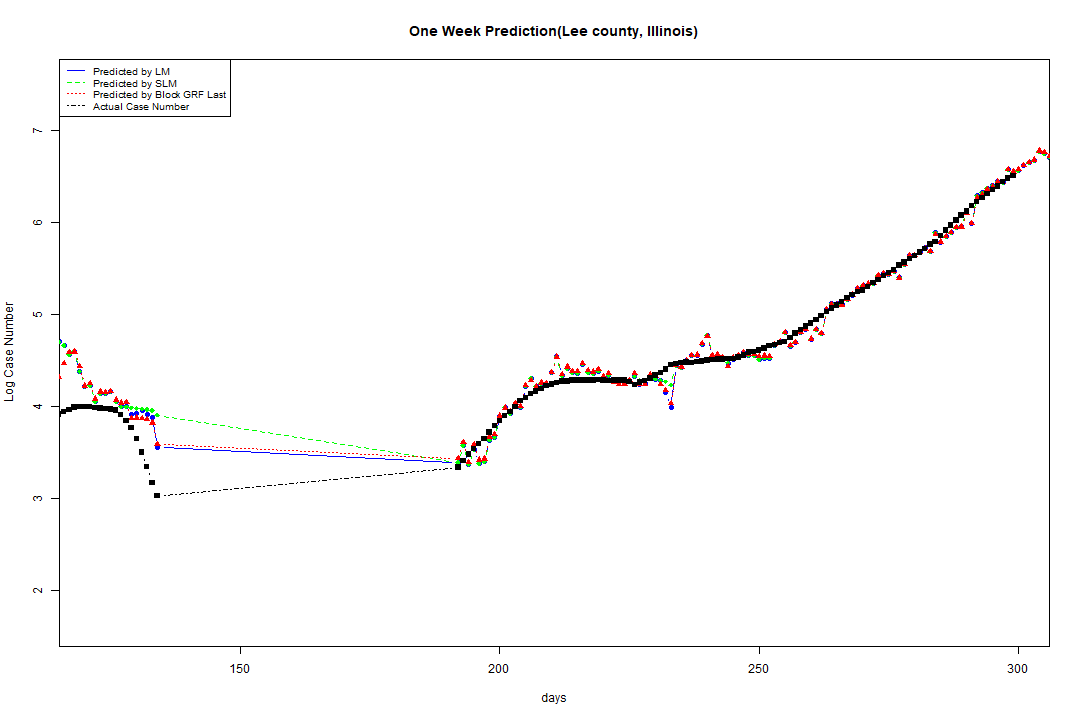 One Week Prediction(Lee county, Illinois)
Predicted by LM
Predicted by SLM
Predicted by Block GRF Last
Actual Case Number
Log Case Number
7
6
5
4
3
2
150
200
250
300
days